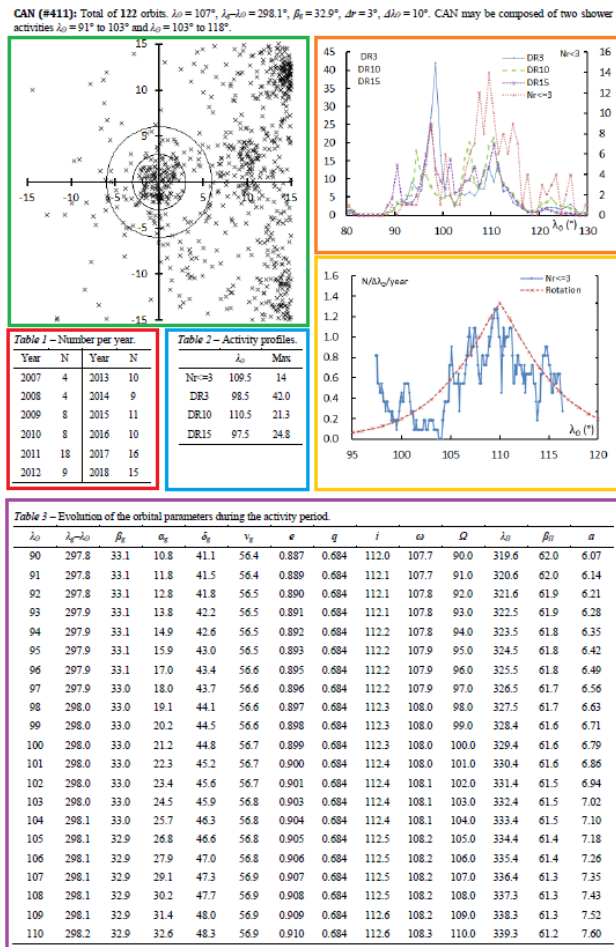 CAN (#411): Total of 122 orbits. λʘ = 107°, λg–λʘ = 298.1°, βg = 32.9°, Δr = 3°, Δλʘ = 10°. CAN may be composed of two shower
activities λʘ = 91° to 103° and λʘ = 103° to 118°.
15
10
5
0
-15 -10 -5 0 5 10 15
-5
-10
-15
DR3 DR3 Nr<3
DR10 DR10
DR15 DR15
Nr<=3
45 40 35 30 25 20 15 10 5 0
16 14 12 10 8 6 4 2 0
80 90 100 110 120 130
λʘ (°)
N/Δλʘ/year
Nr<=3
Rotation
1.6
1.4
1.2
1.0
0.8
0.6
0.4
0.2
0.0
95 100 105 110 115 120
λʘ (°)
Table 1 – Number per year.
Year N Year N
2007 4 2013 10
2008 4 2014 9
2009 8 2015 11
2010 8 2016 10
2011 18 2017 16
2012 9 2018 15
Table 2 – Activity profiles.
λʘ Max
Nr<=3 109.5 14
DR3 98.5 42.0
DR10 110.5 21.3
DR15 97.5 24.8
Table 3 – Evolution of the orbital parameters during the activity period.
λʘ λg–λʘ βg αg δg vg e q i ω Ω λΠ βΠ a
90 297.8 33.1 10.8 41.1 56.4 0.887 0.684 112.0 107.7 90.0 319.6 62.0 6.07
91 297.8 33.1 11.8 41.5 56.4 0.889 0.684 112.1 107.7 91.0 320.6 62.0 6.14
92 297.8 33.1 12.8 41.8 56.5 0.890 0.684 112.1 107.8 92.0 321.6 61.9 6.21
93 297.9 33.1 13.8 42.2 56.5 0.891 0.684 112.1 107.8 93.0 322.5 61.9 6.28
94 297.9 33.1 14.9 42.6 56.5 0.892 0.684 112.2 107.8 94.0 323.5 61.8 6.35
95 297.9 33.1 15.9 43.0 56.5 0.893 0.684 112.2 107.9 95.0 324.5 61.8 6.42
96 297.9 33.1 17.0 43.4 56.6 0.895 0.684 112.2 107.9 96.0 325.5 61.8 6.49
97 297.9 33.0 18.0 43.7 56.6 0.896 0.684 112.2 107.9 97.0 326.5 61.7 6.56
98 298.0 33.0 19.1 44.1 56.6 0.897 0.684 112.3 108.0 98.0 327.5 61.7 6.63
99 298.0 33.0 20.2 44.5 56.6 0.898 0.684 112.3 108.0 99.0 328.4 61.6 6.71
100 298.0 33.0 21.2 44.8 56.7 0.899 0.684 112.3 108.0 100.0 329.4 61.6 6.79
101 298.0 33.0 22.3 45.2 56.7 0.900 0.684 112.4 108.0 101.0 330.4 61.6 6.86
102 298.0 33.0 23.4 45.6 56.7 0.901 0.684 112.4 108.1 102.0 331.4 61.5 6.94
103 298.0 33.0 24.5 45.9 56.8 0.903 0.684 112.4 108.1 103.0 332.4 61.5 7.02
104 298.1 33.0 25.7 46.3 56.8 0.904 0.684 112.4 108.1 104.0 333.4 61.5 7.10
105 298.1 32.9 26.8 46.6 56.8 0.905 0.684 112.5 108.2 105.0 334.4 61.4 7.18
106 298.1 32.9 27.9 47.0 56.8 0.906 0.684 112.5 108.2 106.0 335.4 61.4 7.26
107 298.1 32.9 29.1 47.3 56.9 0.907 0.684 112.5 108.2 107.0 336.4 61.3 7.35
108 298.1 32.9 30.2 47.7 56.9 0.908 0.684 112.5 108.2 108.0 337.3 61.3 7.43
109 298.1 32.9 31.4 48.0 56.9 0.909 0.684 112.6 108.2 109.0 338.3 61.3 7.52
110 298.2 32.9 32.6 48.3 56.9 0.910 0.684 112.6 108.3 110.0 339.3 61.2 7.60